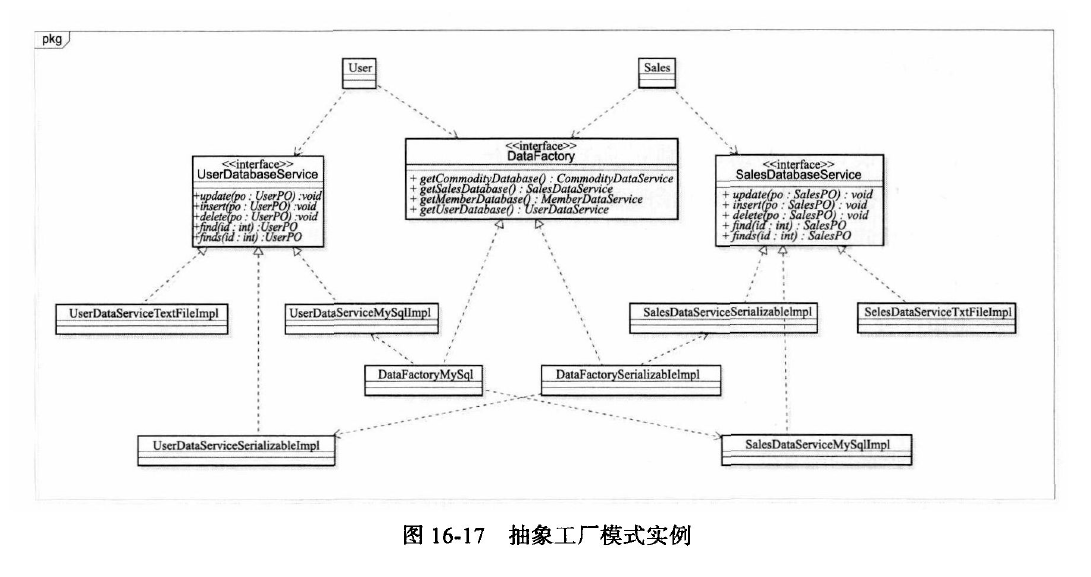 pkg
User
Sales
<<interface>>
UserDatabaseService
+update(po : UserPO) :void
+insert(po : UserPO) :void
+delete(po : UserPO) :void
+find(id : int) :UserPO
+finds(id : int) :UserPO
<<interface>>
DataFactory
+ getCommodityDatabase() : CommodityDataService
+ getSalesDatabase() : SalesDataService
+ getMemberDatabase() : MemberDataService
+ getUserDatabase() : UserDataService
<<interface>>
SalesDatabaseService
+ update(po : SalesPO) : void
+ insert(po : SalesPO) : void
+ delete(po : SalesPO) : void
+ find(id : int) : SalesPO
+ finds(id : int) : SalesPO
UserDataServiceTextFileImpl
UserDataServiceMySqlImpl
SalesDataServiceSerializableImpl
SelesDataServiceTxtFileImpl
DataFactoryMySql
DataFactorySerializableImpl
UserDataServiceSerializableImpl
SalesDataServiceMySqlImpl
图 16-17 抽象工厂模式实例